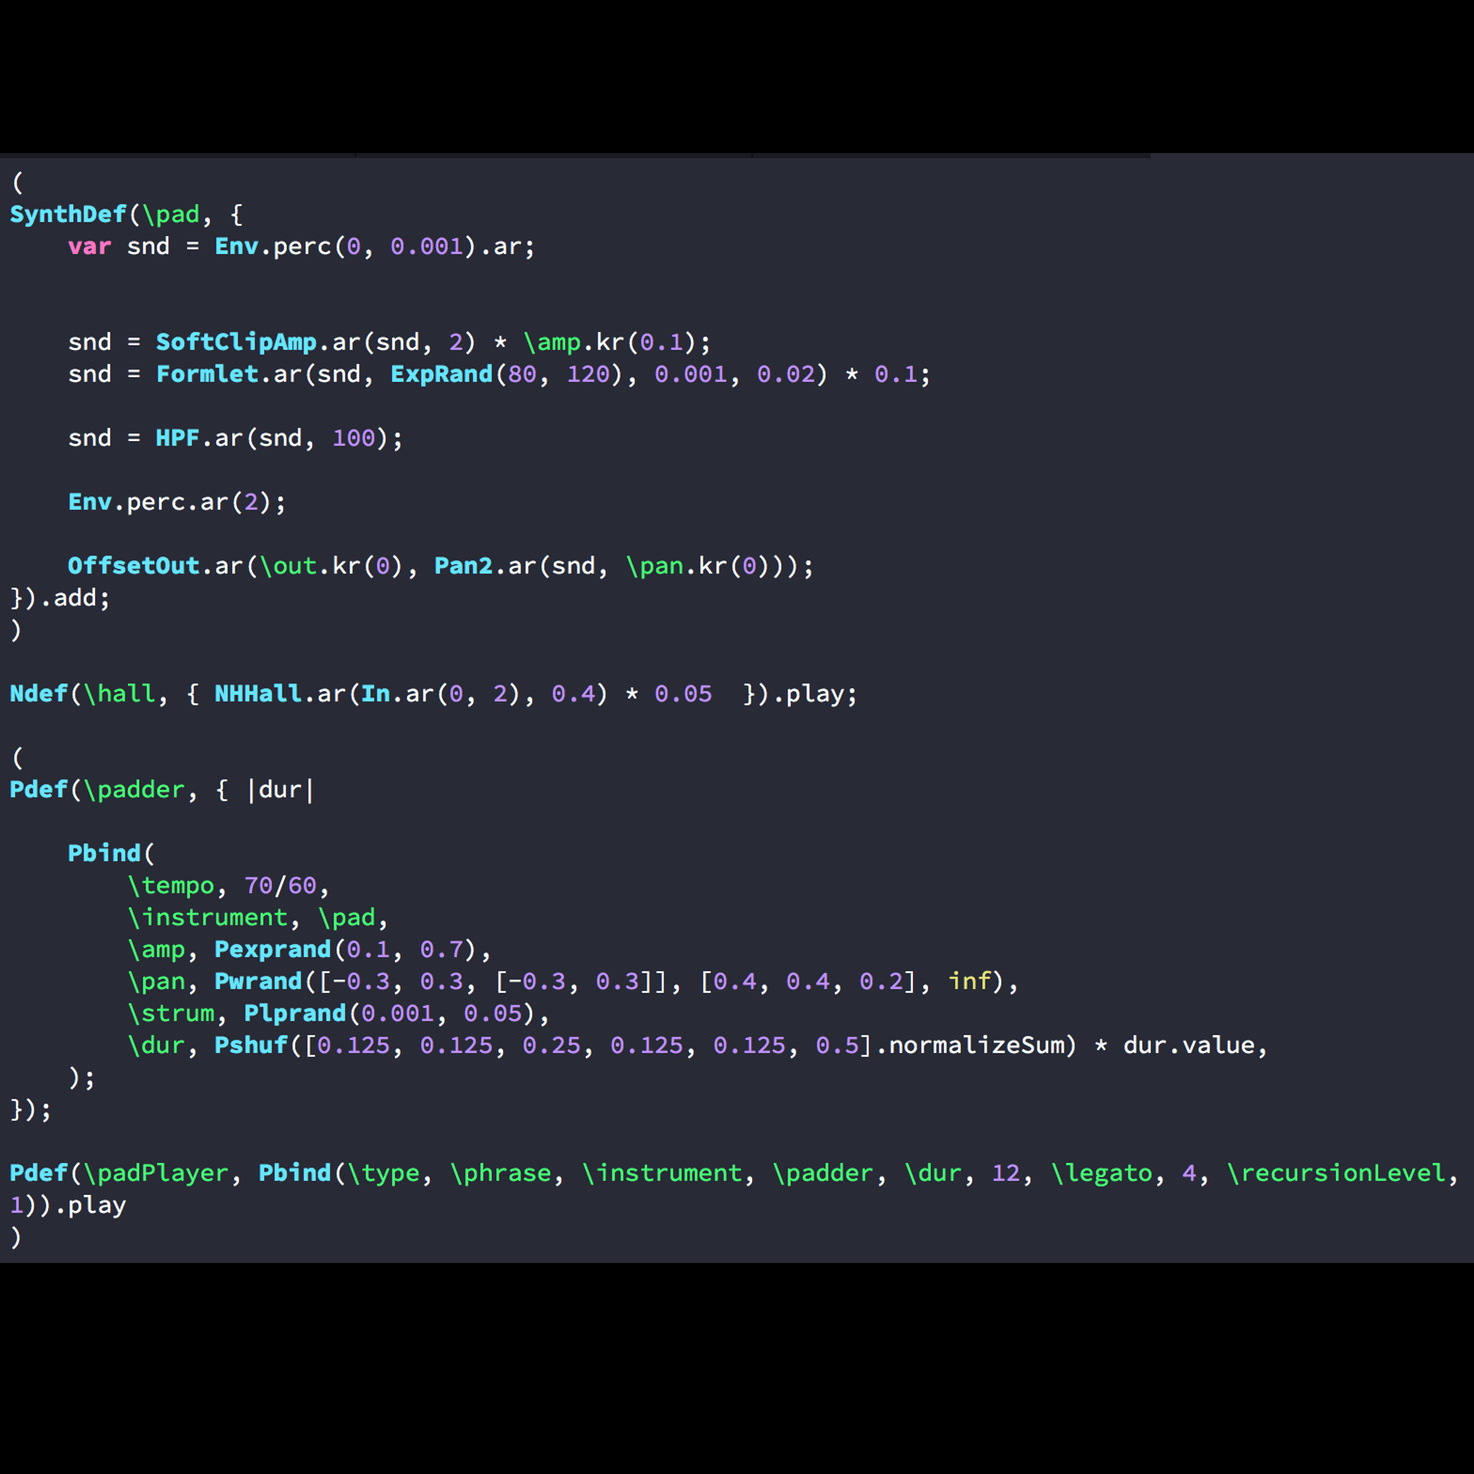 (
SynthDef(\pad, {
    var snd = Env.perc(0, 0.001).ar;
    snd = SoftClipAmp.ar(snd, 2) * \amp.kr(0.1);
    snd = Formlet.ar(snd, ExpRand(80, 120), 0.001, 0.02) * 0.1;
    snd = HPF.ar(snd, 100);
    Env.perc.ar(2);
    OffsetOut.ar(\out.kr(0), Pan2.ar(snd, \pan.kr(0)));
}).add;
)
Ndef(\hall, { NHHall.ar(In.ar(0, 2), 0.4) * 0.05  }).play;
(
Pdef(\padder, { |dur|
    Pbind(
        \tempo, 70/60,
        \instrument, \pad,
        \amp, Pexprand(0.1, 0.7),
        \pan, Pwrand([-0.3, 0.3, [-0.3, 0.3]], [0.4, 0.4, 0.2], inf),
        \strum, Plprand(0.001, 0.05),
        \dur, Pshuf([0.125, 0.125, 0.25, 0.125, 0.125, 0.5].normalizeSum) * dur.value,
    );
});
Pdef(\padPlayer, Pbind(\type, \phrase, \instrument, \padder, \dur, 12, \legato, 4, \recursionLevel,
1)).play
)